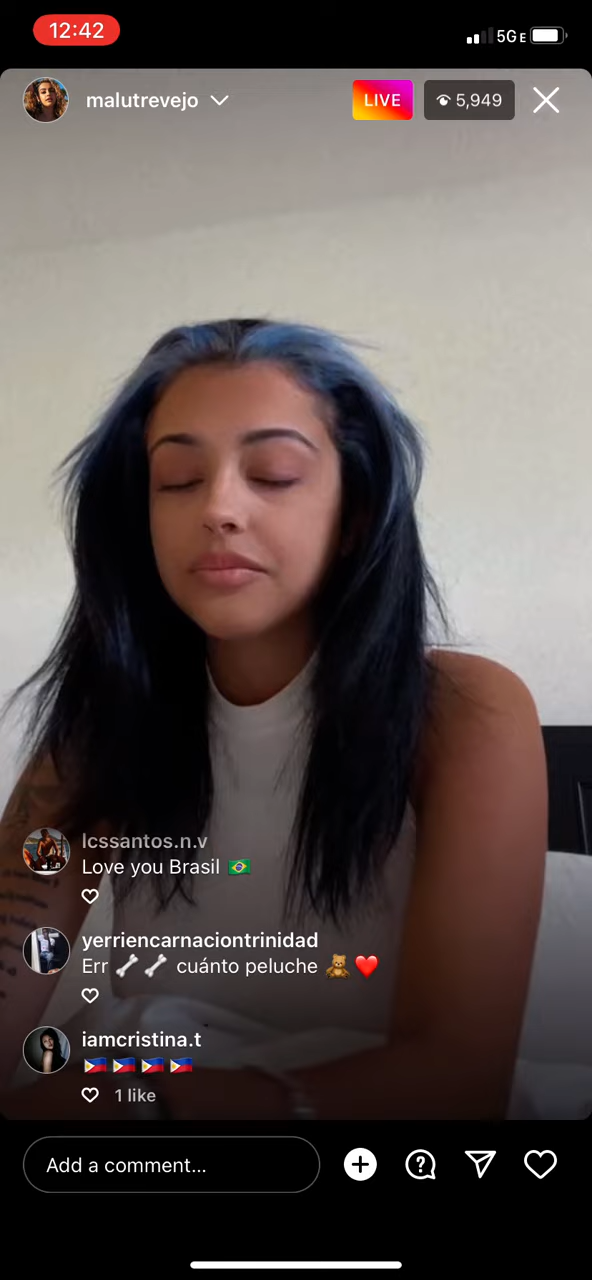 12:42
5GE
malutrevejo
LIVE
5,949
lcssantos.n.v
Love you Brasil 🇧🇷
yerriencarnaciontrinidad
Err 🦴 🦴 cuánto peluche 🧸 ❤️
iamcristina.t
🇵🇭 🇵🇭 🇵🇭 🇵🇭
1 like
Add a comment...